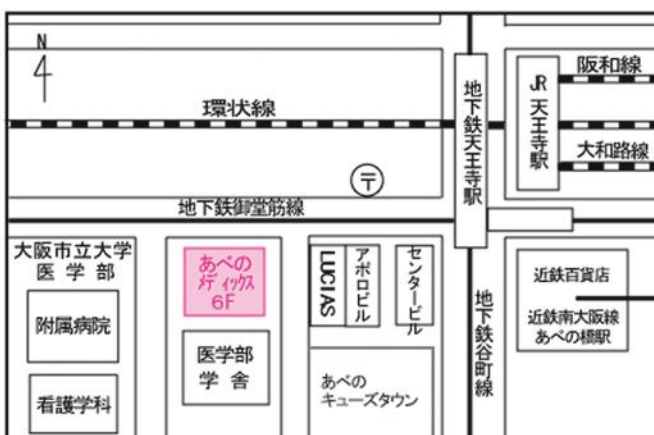 N
環状線
阪和線
JR天王寺駅
大和路線
地下鉄天王寺駅
〒
地下鉄御堂筋線
大阪市立大学
医学部
附属病院
看護学科
あべの
メディックス
6F
医学部
学舎
LUCIAS
アポロビル
センタービル
あべの
キューズタウン
地下鉄谷町線
近鉄百貨店
近鉄南大阪線
あべの橋駅